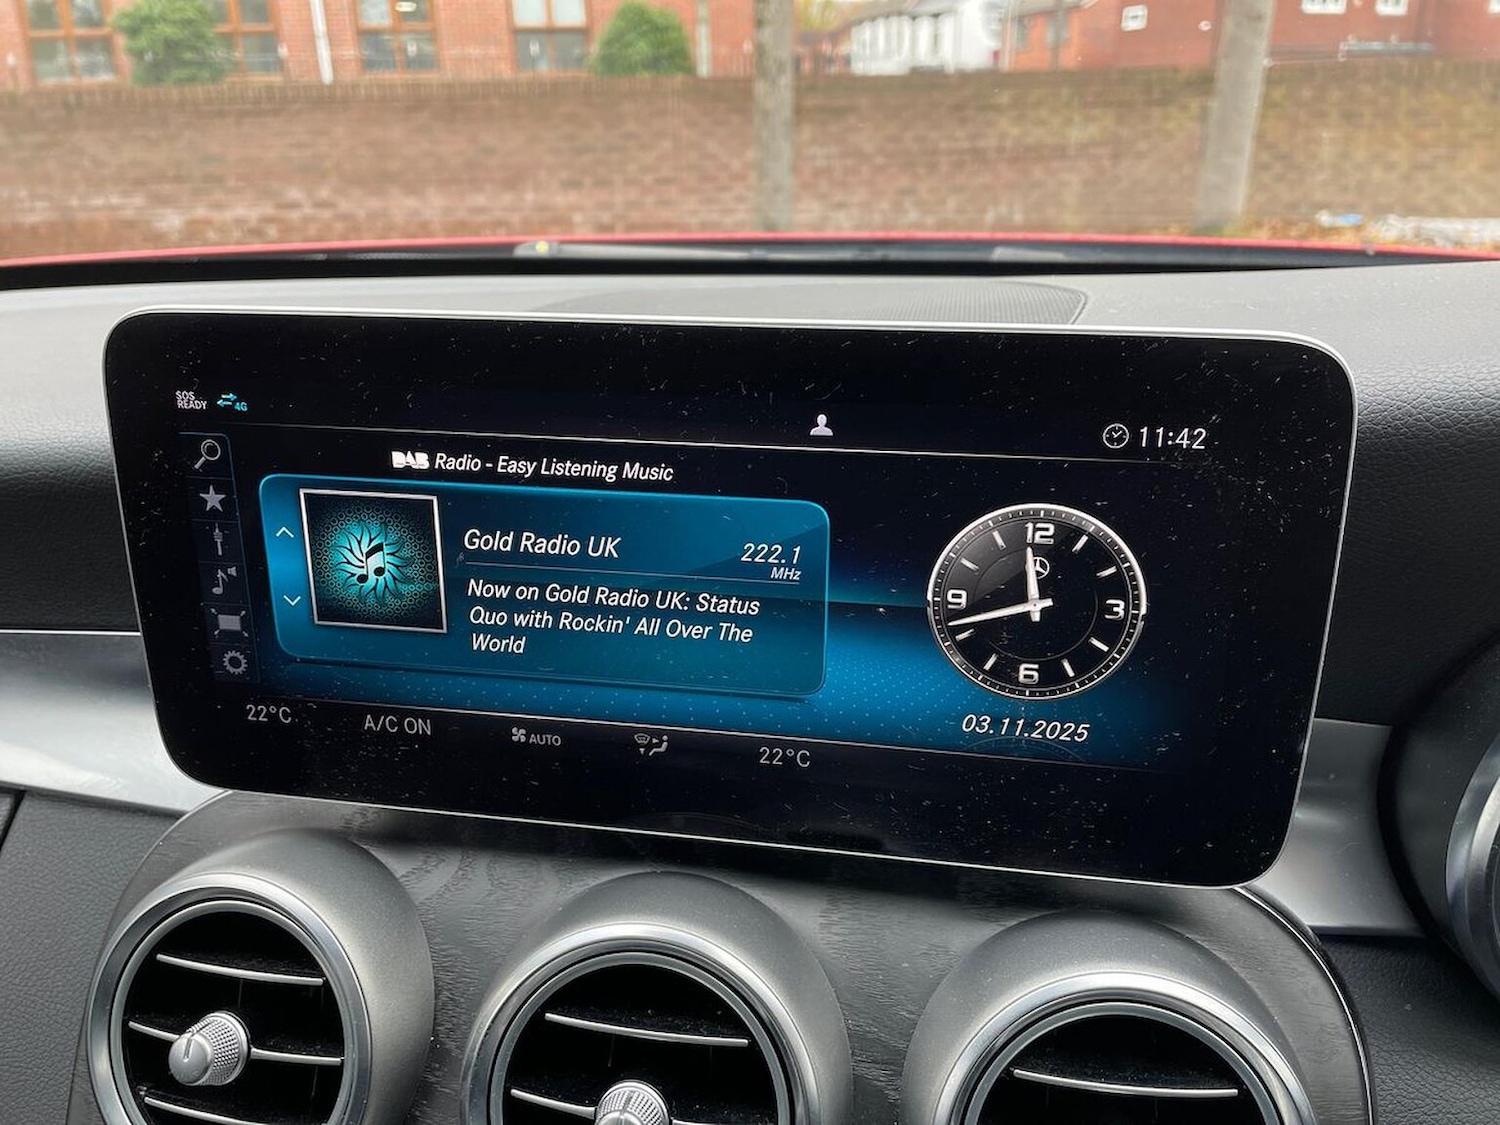 SOS
READY
4G
11:42
DAB Radio - Easy Listening Music
Gold Radio UK
222.1
MHz
Now on Gold Radio UK: Status
Quo with Rockin' All Over The
World
12
9
3
6
03.11.2025
22°C
A/C ON
AUTO
22°C